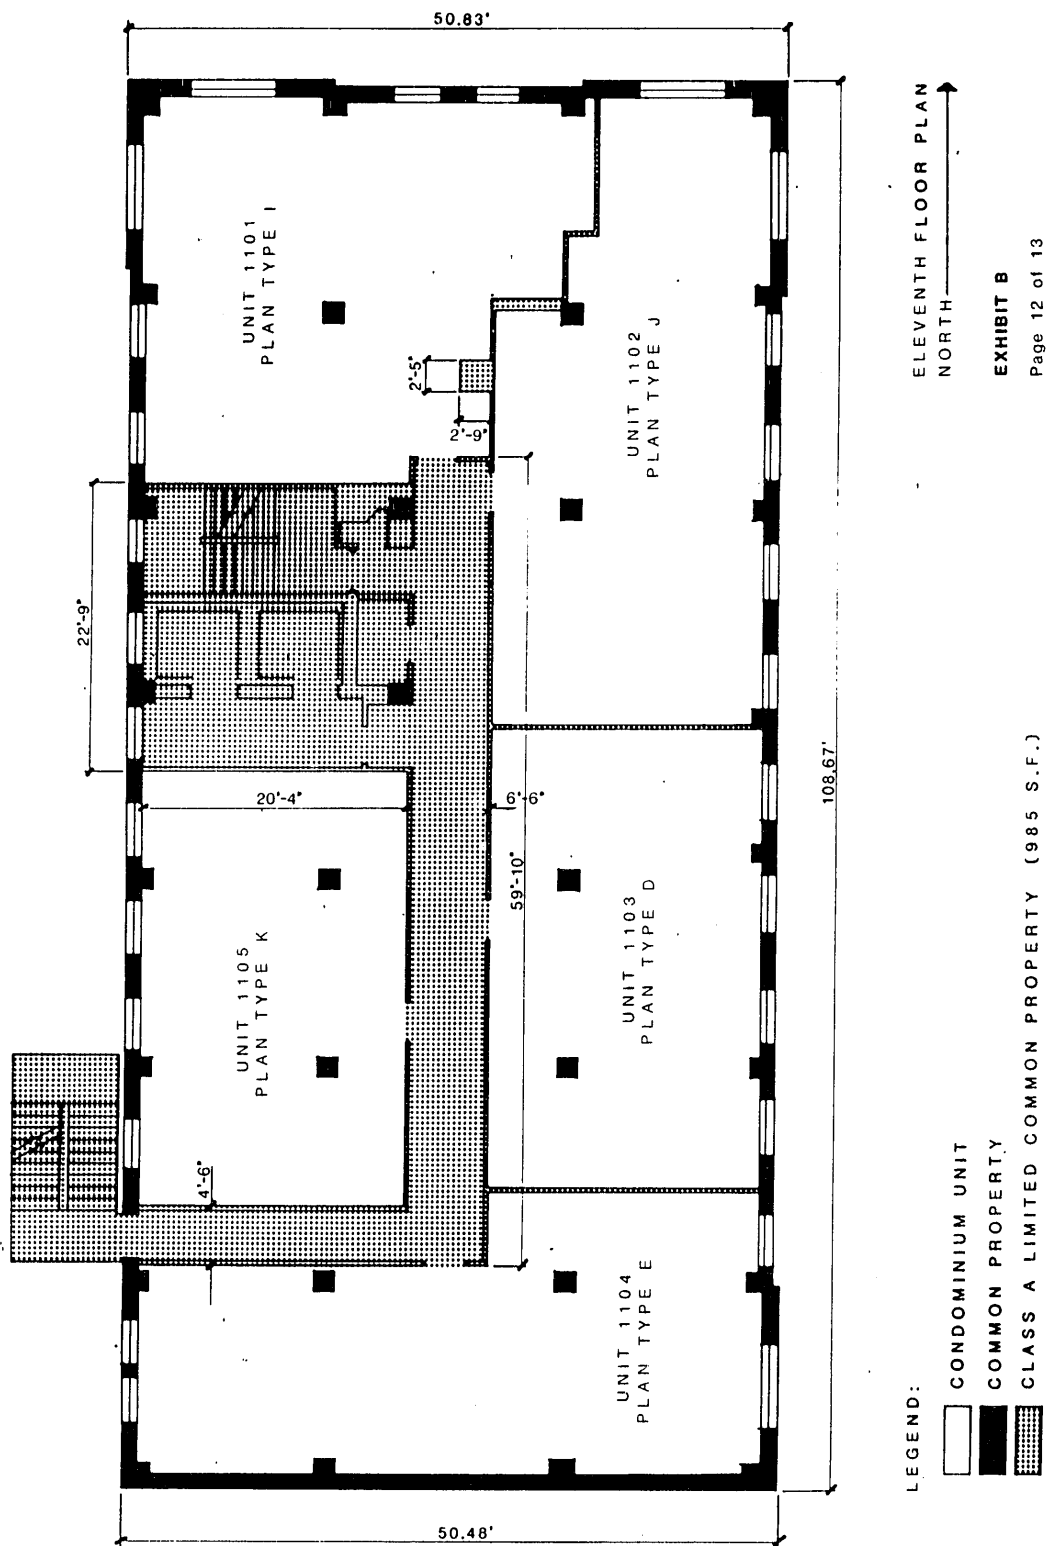 50.83'
UNIT 1101
PLAN TYPE I
2'-5"
2'-9"
UNIT 1102
PLAN TYPE J
22'-9"
20'-4"
6'-6"
59'-10"
108.67'
UNIT 1105
PLAN TYPE K
UNIT 1103
PLAN TYPE D
4'-6"
UNIT 1104
PLAN TYPE E
50.48'
ELEVENTH FLOOR PLAN
NORTH
EXHIBIT B
Page 12 of 13
LEGEND:
CONDOMINIUM UNIT
COMMON PROPERTY
CLASS A LIMITED COMMON PROPERTY (985 S.F.)